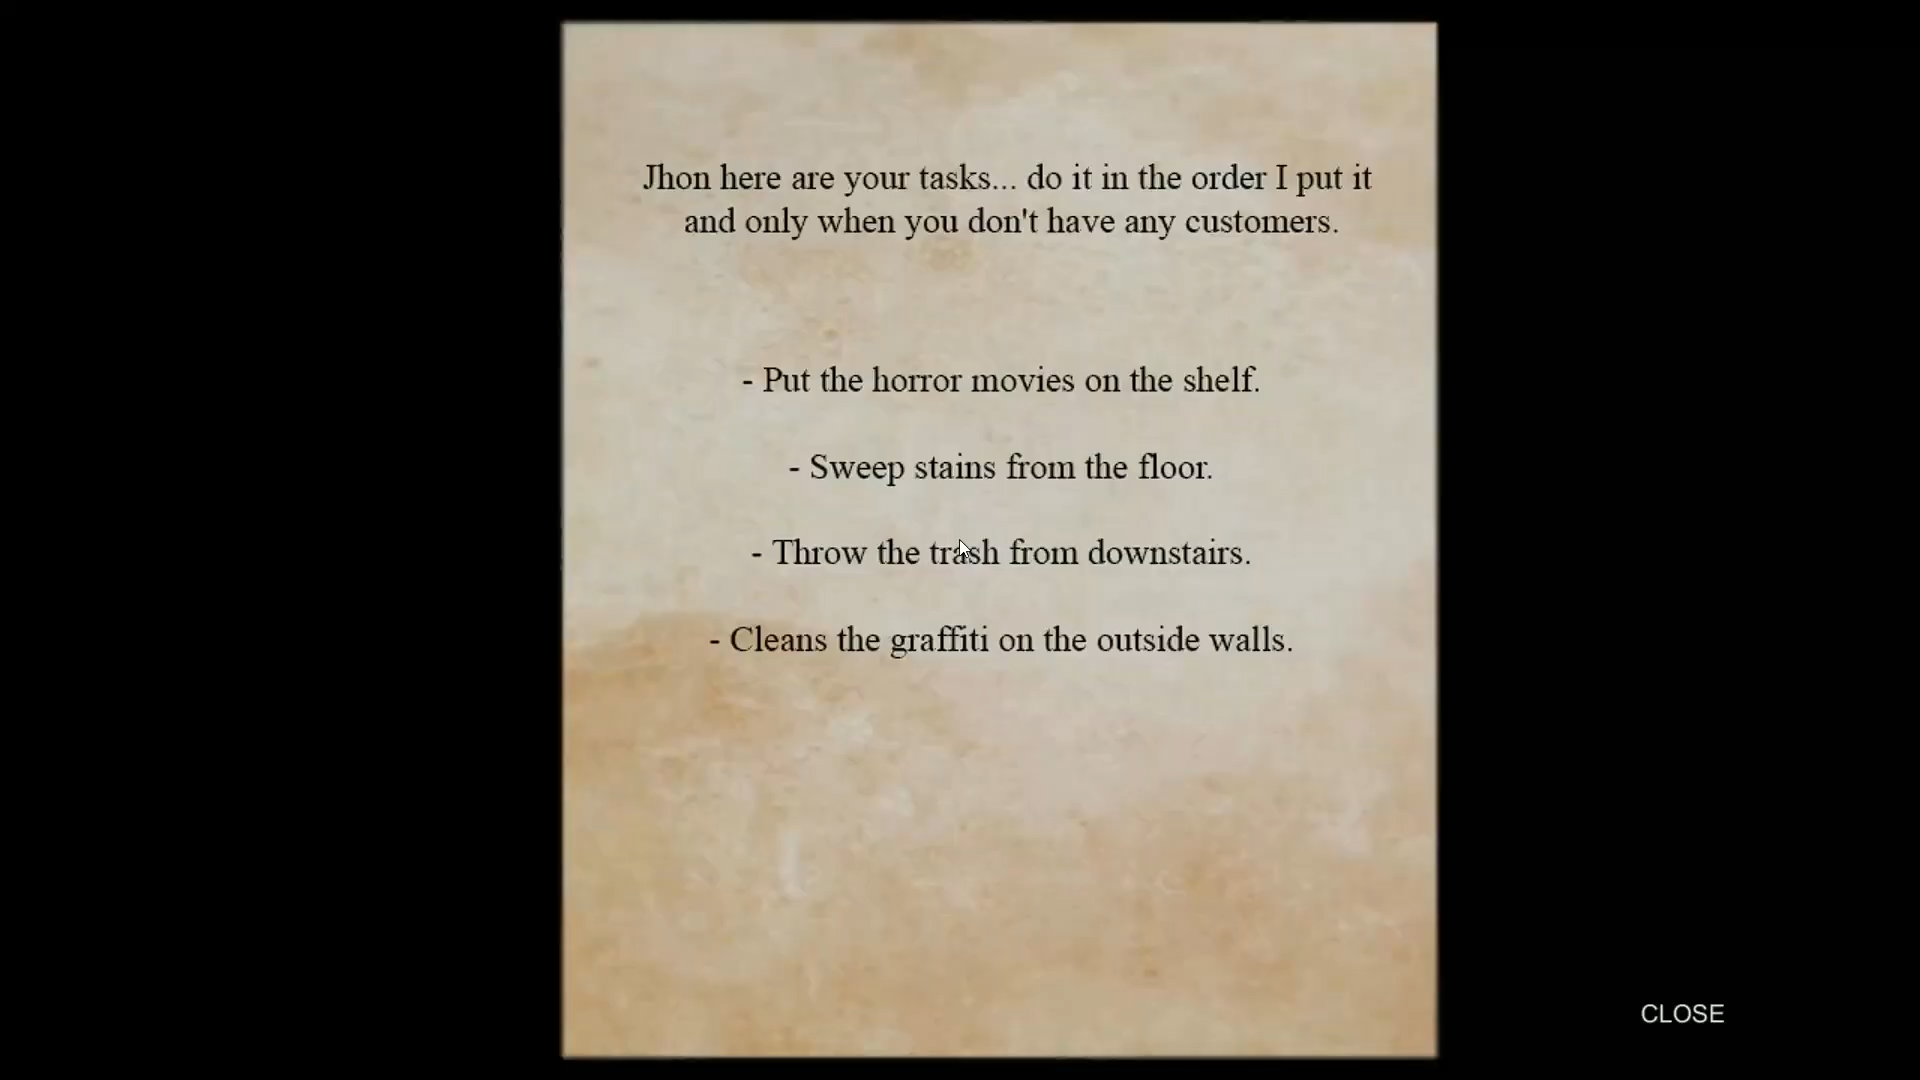 Jhon here are your tasks... do it in the order I put it
and only when you don't have any customers.
- Put the horror movies on the shelf.
- Sweep stains from the floor.
- Throw the trash from downstairs.
- Cleans the graffiti on the outside walls.
CLOSE